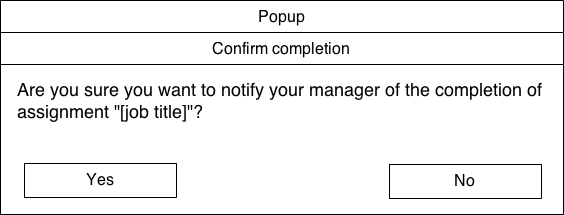 Popup
Confirm completion
Are you sure you want to notify your manager of the completion of
assignment "[job title]"?
Yes
No